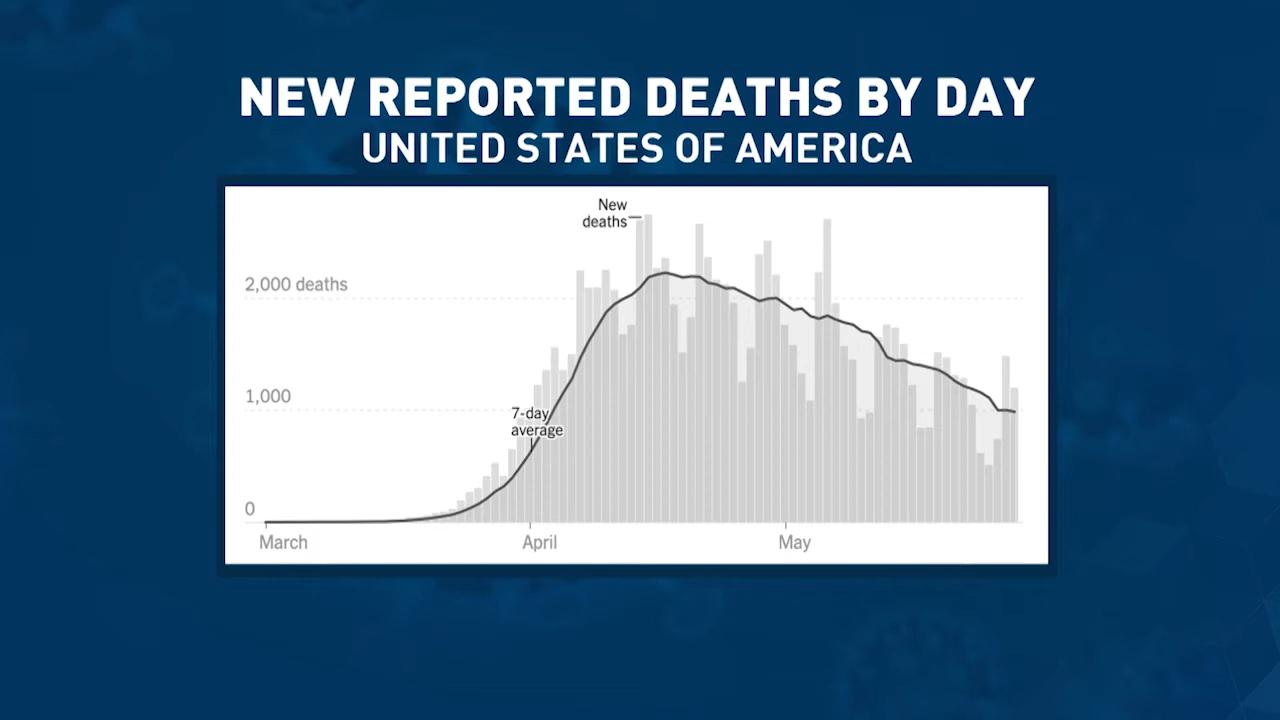 NEW REPORTED DEATHS BY DAY
UNITED STATES OF AMERICA
New
deaths
2,000 deaths
1,000
7-day
average
0
March
April
May